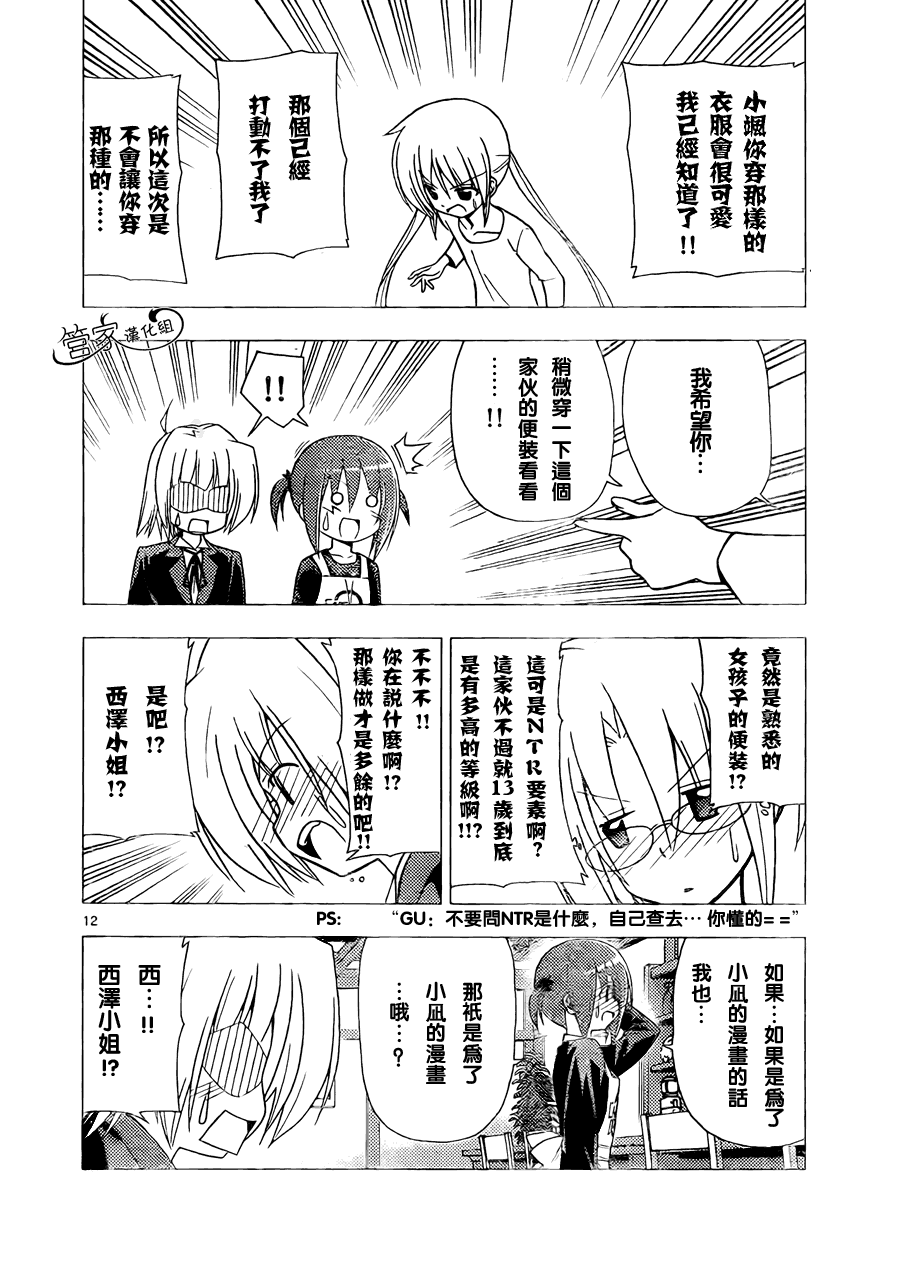 小颯你穿那樣的
衣服會很可愛
我已經知道了!!
那個已經
打動不了我了
所以這次是
不會讓你穿
那種的……
管家
漢化組
我希望你…
稍微穿一下這個
家伙的便裝看看
……!!
!!
竟然是熟悉的
女孩子的便裝!?
這可是NTR要素啊?
這家伙不過就13歲到底
是有多高的等級啊!!?
不不不!!
你在說什麼啊!?
那樣做才是多餘的吧!!
是吧!?
西澤小姐!?
12
PS: “GU：不要問NTR是什麼，自己查去…你懂的= =”
如果…如果是為了
小凪的漫畫的話
我也…
那衹是為了
小凪的漫畫
…哦…?
西…!!
西澤小姐!?